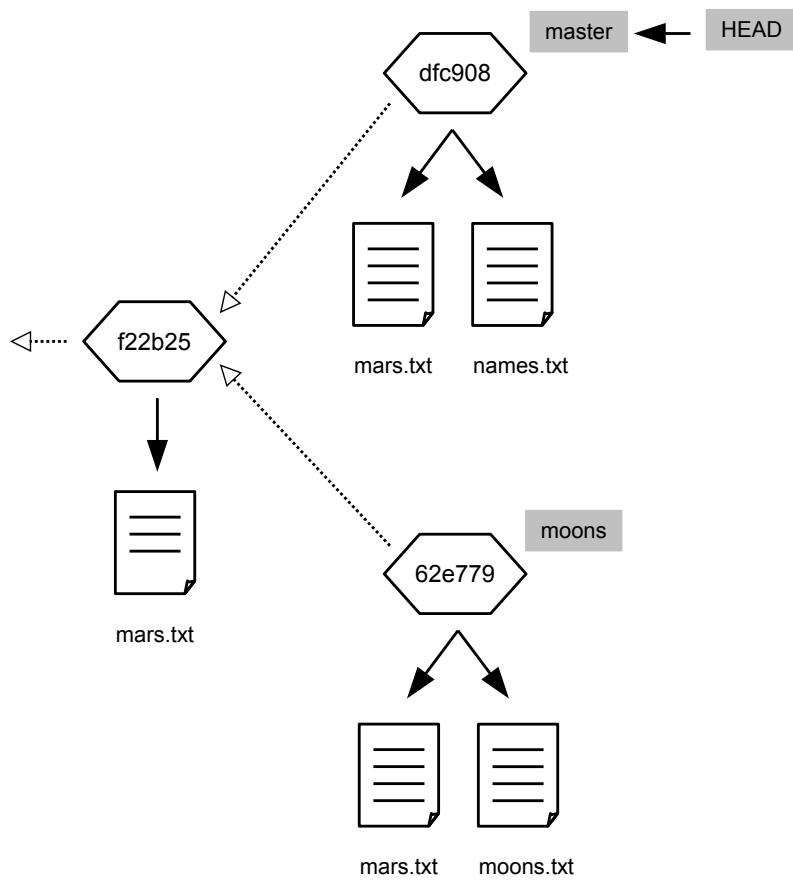 master
HEAD
dfc908
mars.txt
names.txt
f22b25
mars.txt
moons
62e779
mars.txt
moons.txt